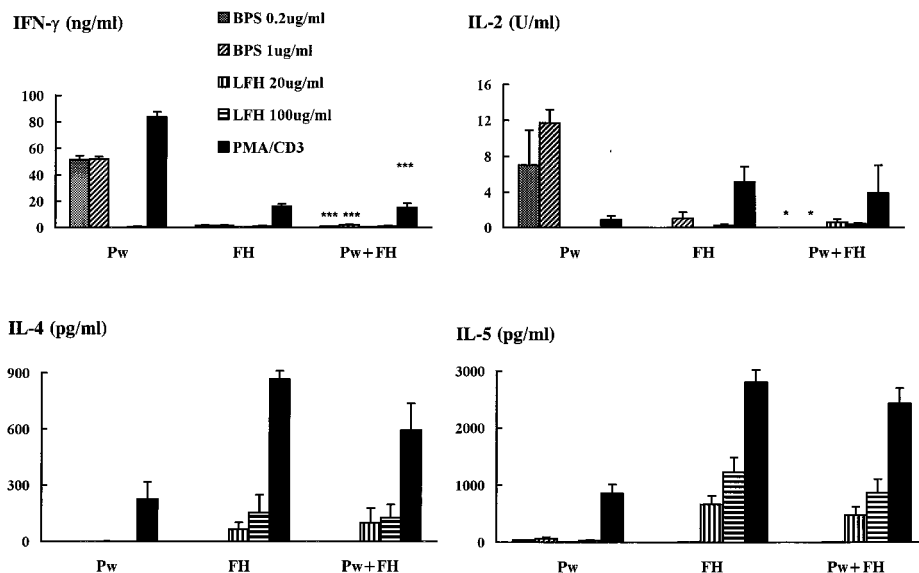 IFN-γ (ng/ml)
BPS 0.2ug/ml
BPS 1ug/ml
LFH 20ug/ml
LFH 100ug/ml
PMA/CD3
100
80
60
40
20
0
***
*** ***
Pw FH Pw+FH
IL-2 (U/ml)
16
12
8
4
0
* *
Pw FH Pw+FH
IL-4 (pg/ml)
900
600
300
0
Pw FH Pw+FH
IL-5 (pg/ml)
3000
2000
1000
0
Pw FH Pw+FH